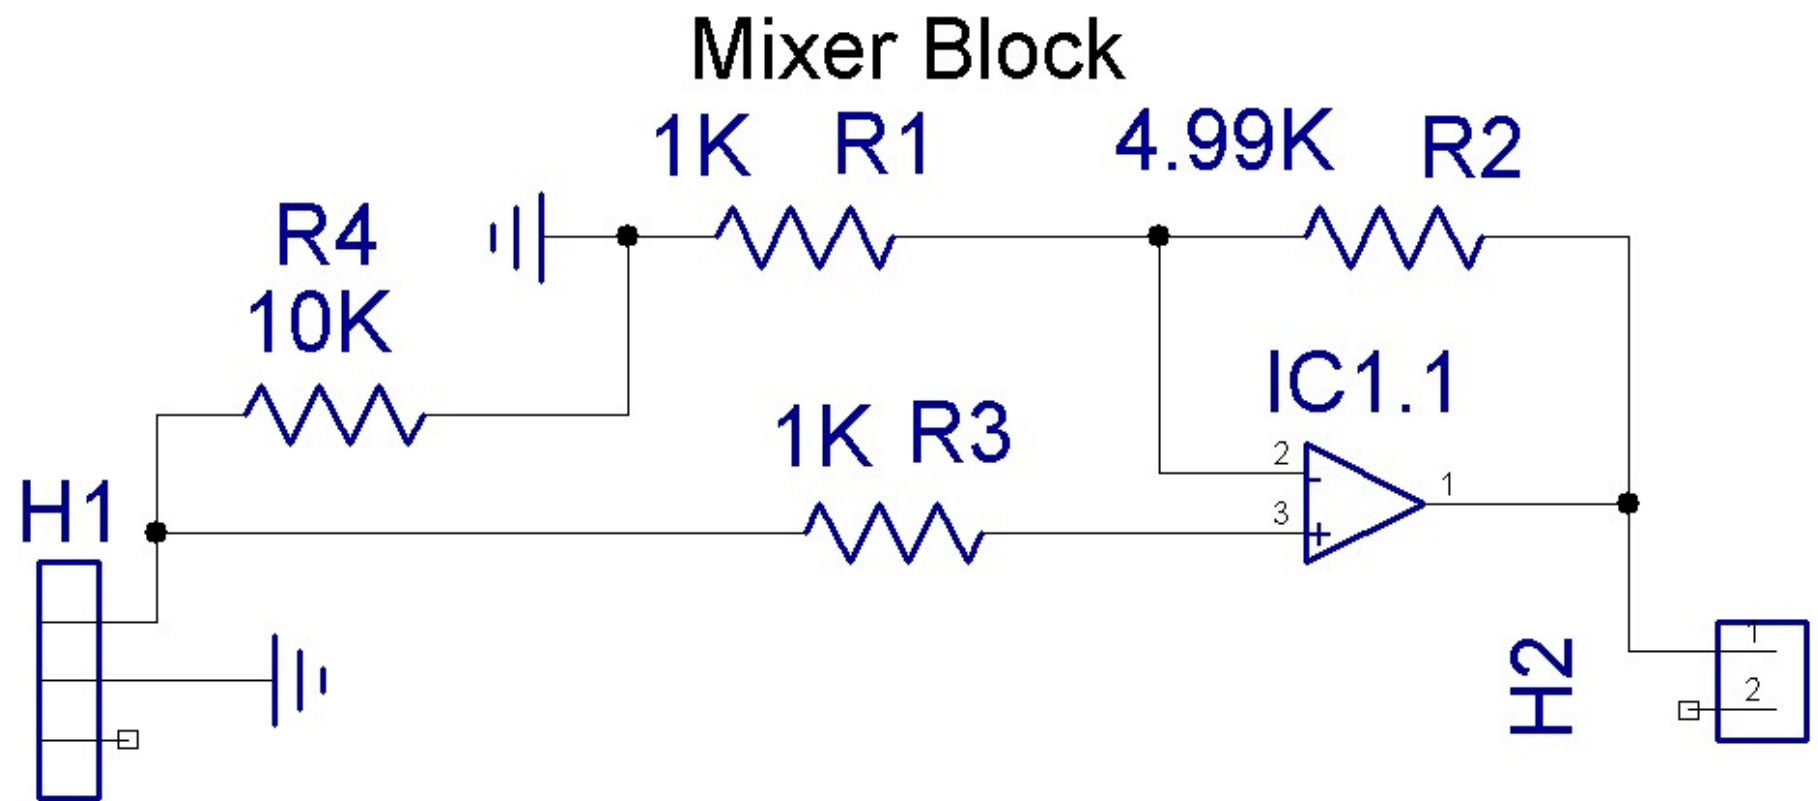 Mixer Block
1K R1
4.99K R2
R4
10K
IC1.1
1K R3
2
-
1
3
+
H1
H2
1
2